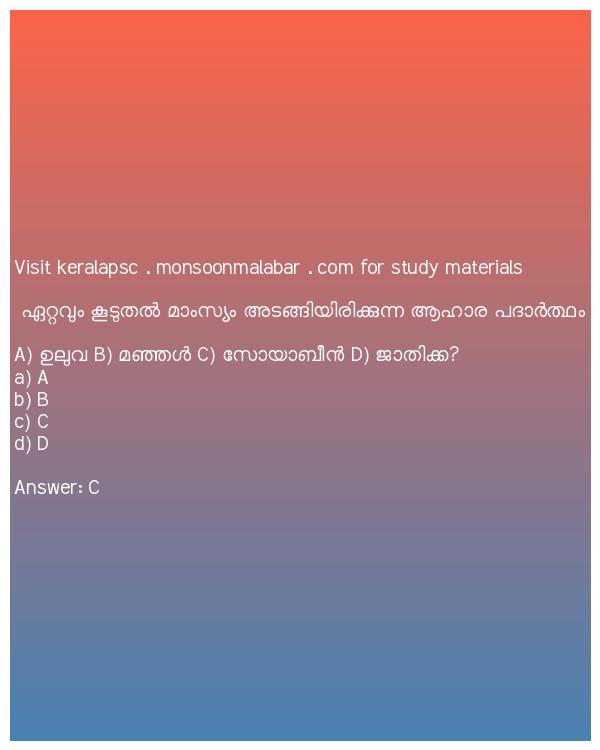 Visit keralapsc . monsoonmalabar . com for study materials
ഏറ്റവും കൂടുതൽ മാംസ്യം അടങ്ങിയിരിക്കുന്ന ആഹാര പദാർത്ഥം
A) ഉലുവ B) മഞ്ഞൾ C) സോയാബീൻ D) ജാതിക്ക?
a) A
b) B
c) C
d) D
Answer: C